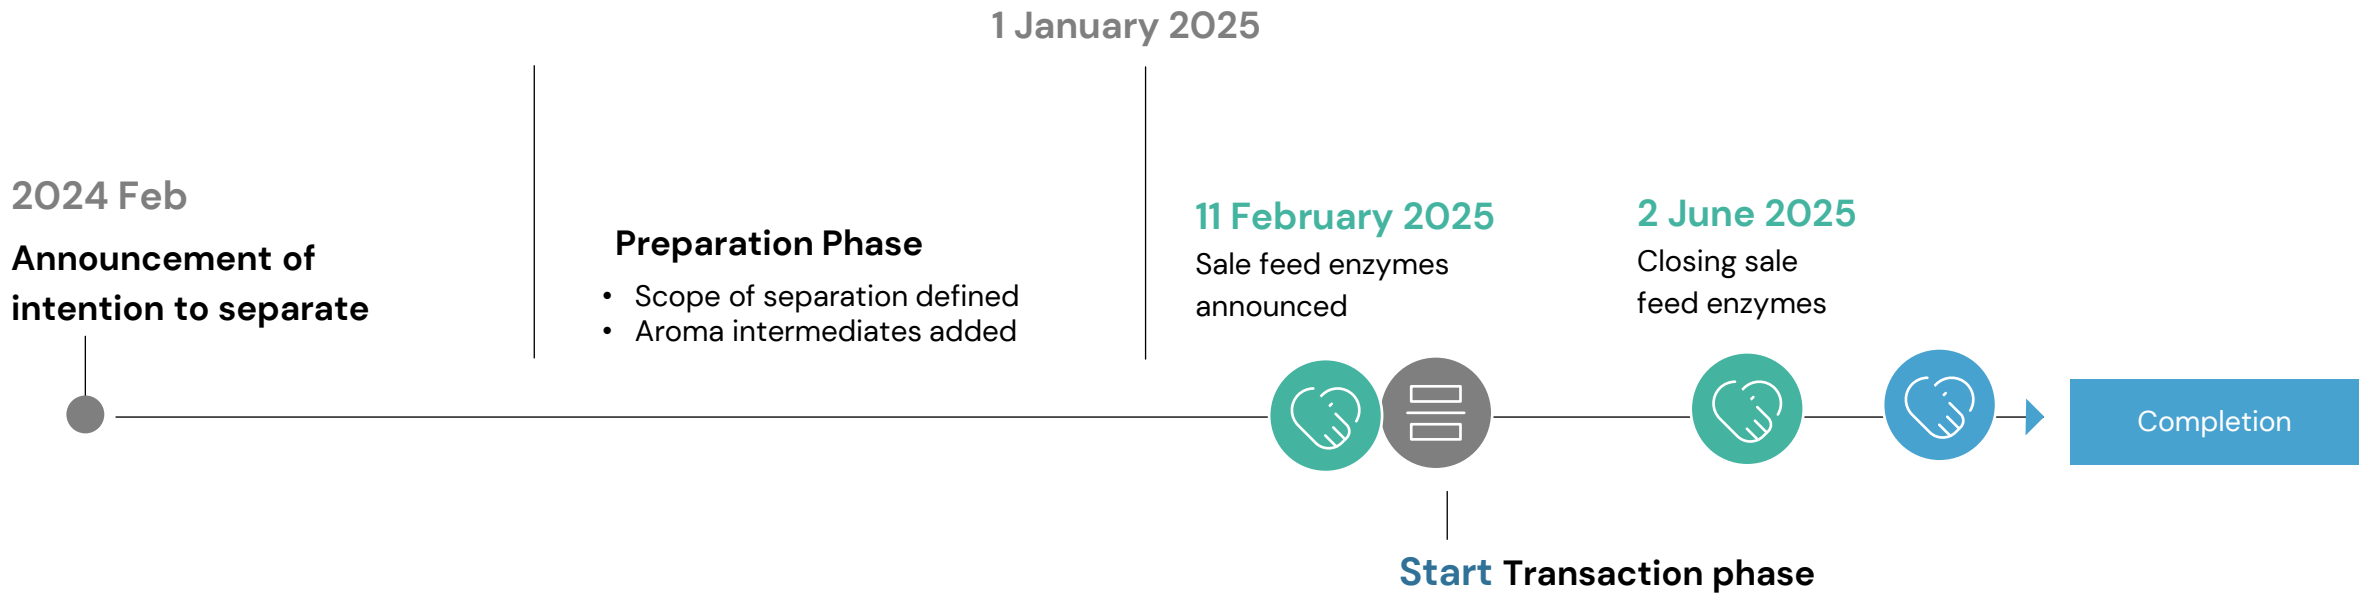 1 January 2025
2024 Feb
Announcement of
intention to separate
Preparation Phase
• Scope of separation defined
• Aroma intermediates added
11 February 2025
Sale feed enzymes
announced
2 June 2025
Closing sale
feed enzymes
Completion
Start Transaction phase